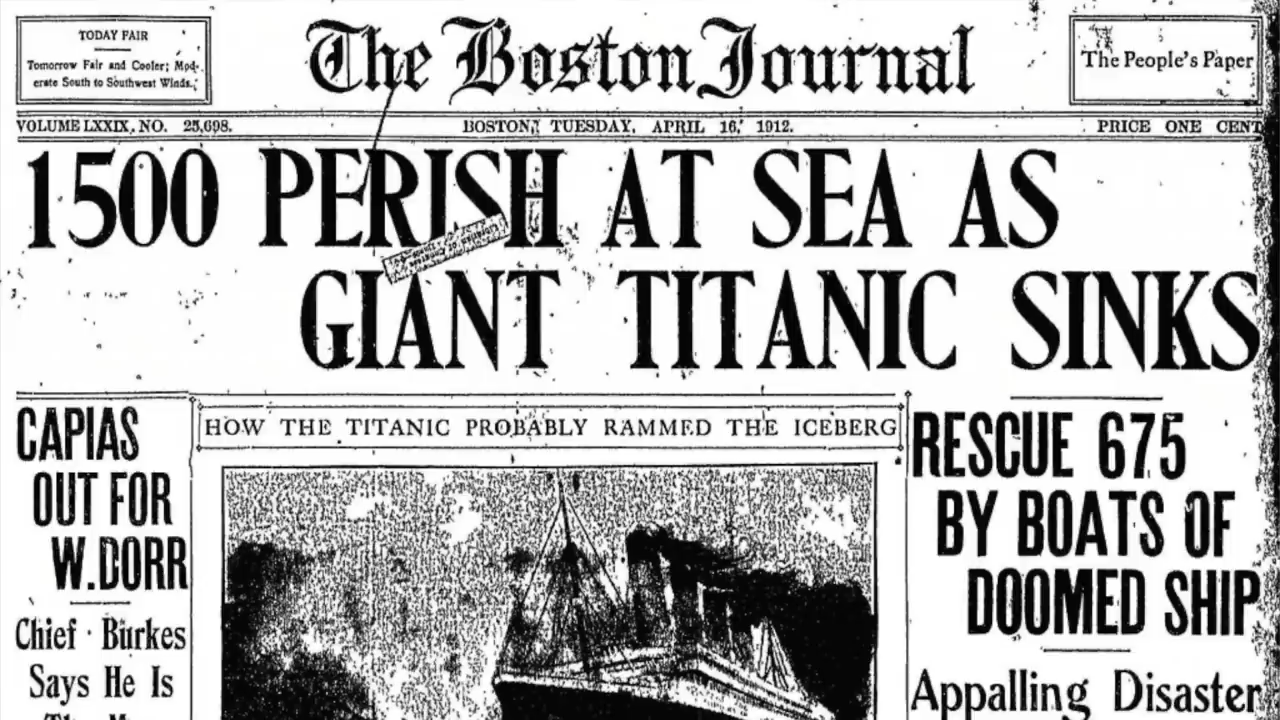 TODAY FAIR
Tomorrow Fair and Cooler; Mod-
erate South to Southwest Winds.
The Boston Journal
The People's Paper
VOLUME LXXIX, NO. 25,698.
BOSTON, TUESDAY, APRIL 16, 1912.
PRICE ONE CENT
1500 PERISH AT SEA AS
GIANT TITANIC SINKS
CAPIAS
OUT FOR
W. DORR
Chief Burkes
Says He Is
HOW THE TITANIC PROBABLY RAMMED THE ICEBERG
RESCUE 675
BY BOATS OF
DOOMED SHIP
Appalling Disaster